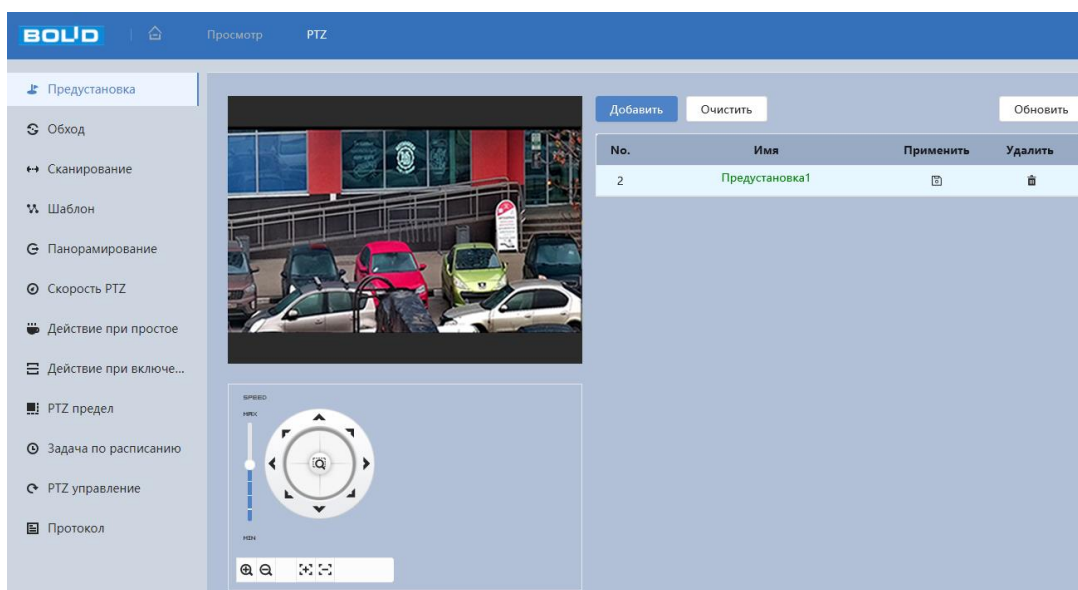 BOLID
Просмотр
PTZ
Предустановка
Обход
Сканирование
Шаблон
Панорамирование
Скорость PTZ
Действие при простое
Действие при включе...
PTZ предел
Задача по расписанию
PTZ управление
Протокол
SPEED
MAX
MIN
Добавить
Очистить
Обновить
No. Имя Применить Удалить
2 Предустановка1